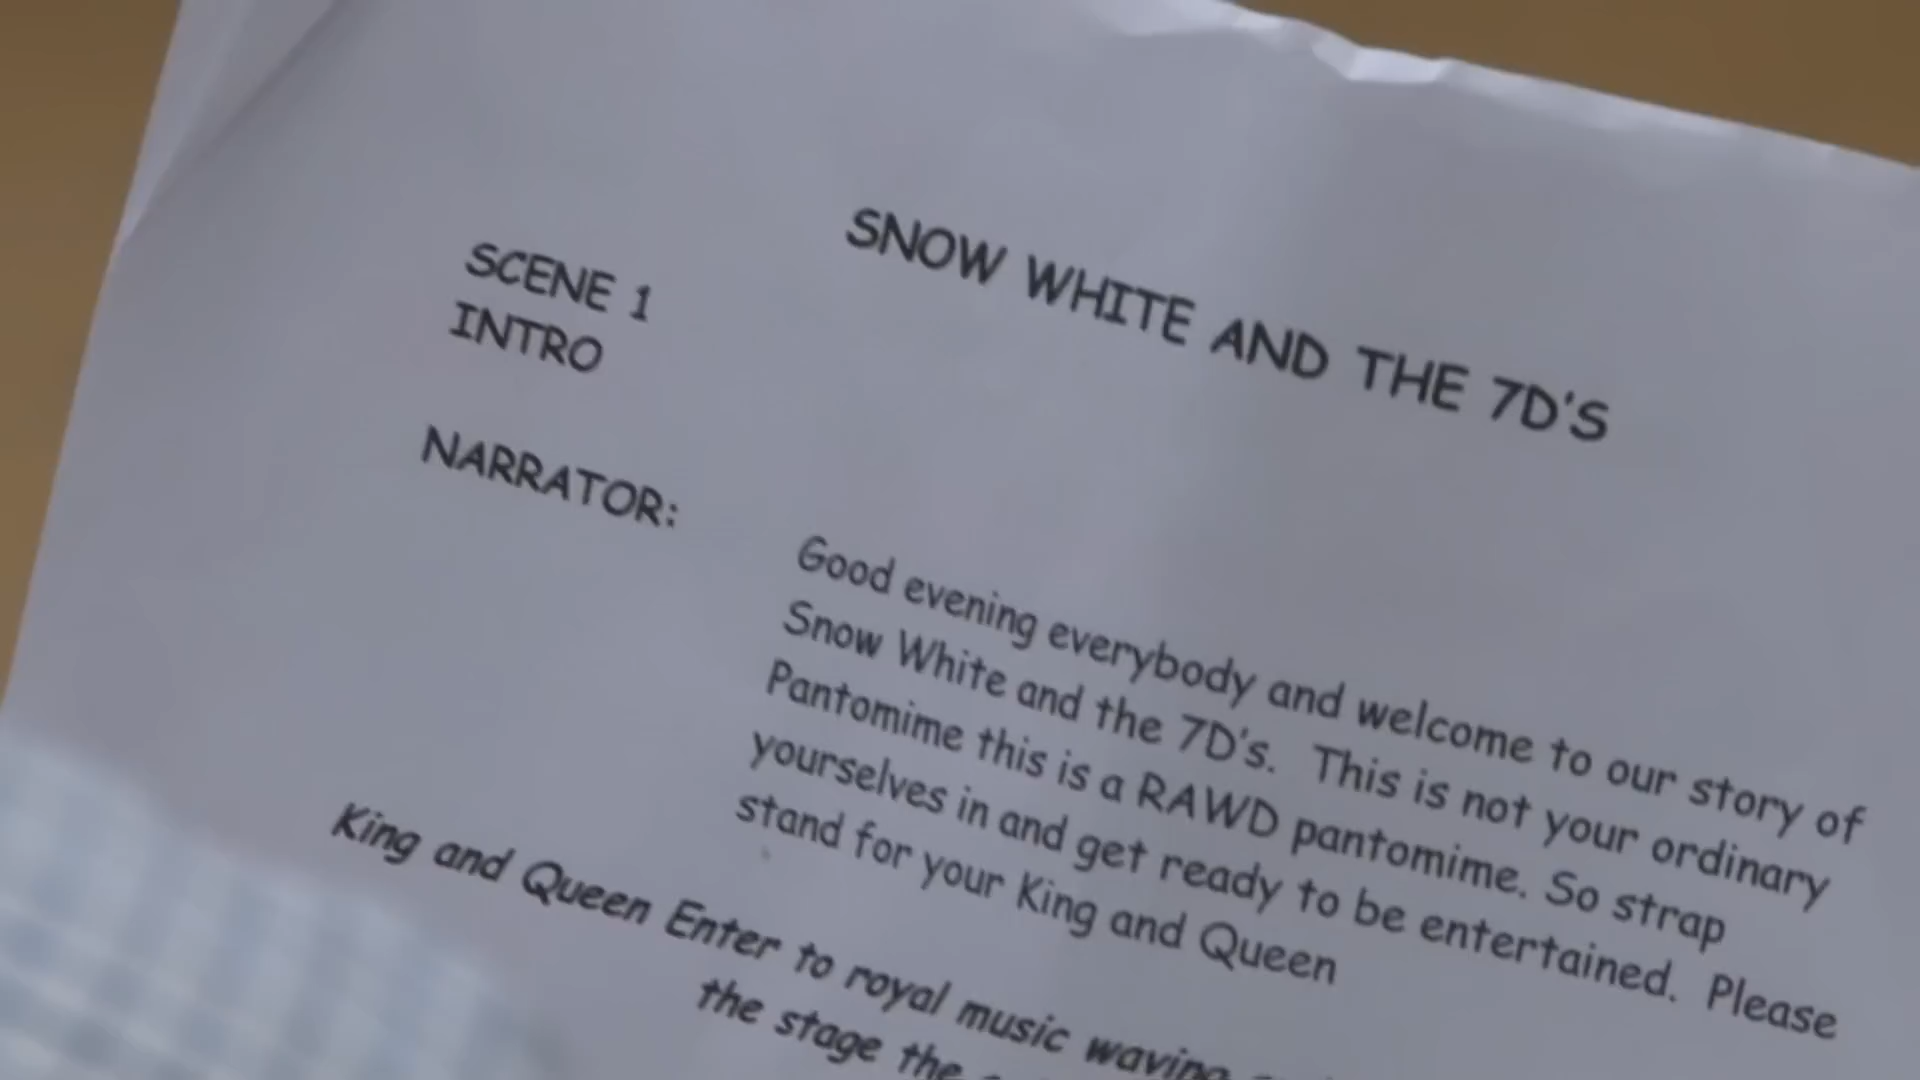 SNOW WHITE AND THE 7D'S
SCENE 1
INTRO
NARRATOR:
Good evening everybody and welcome to our story of
Snow White and the 7D's. This is not your ordinary
Pantomime this is a RAWD pantomime. So strap
yourselves in and get ready to be entertained. Please
stand for your King and Queen
King and Queen Enter to royal music waving
the stage the